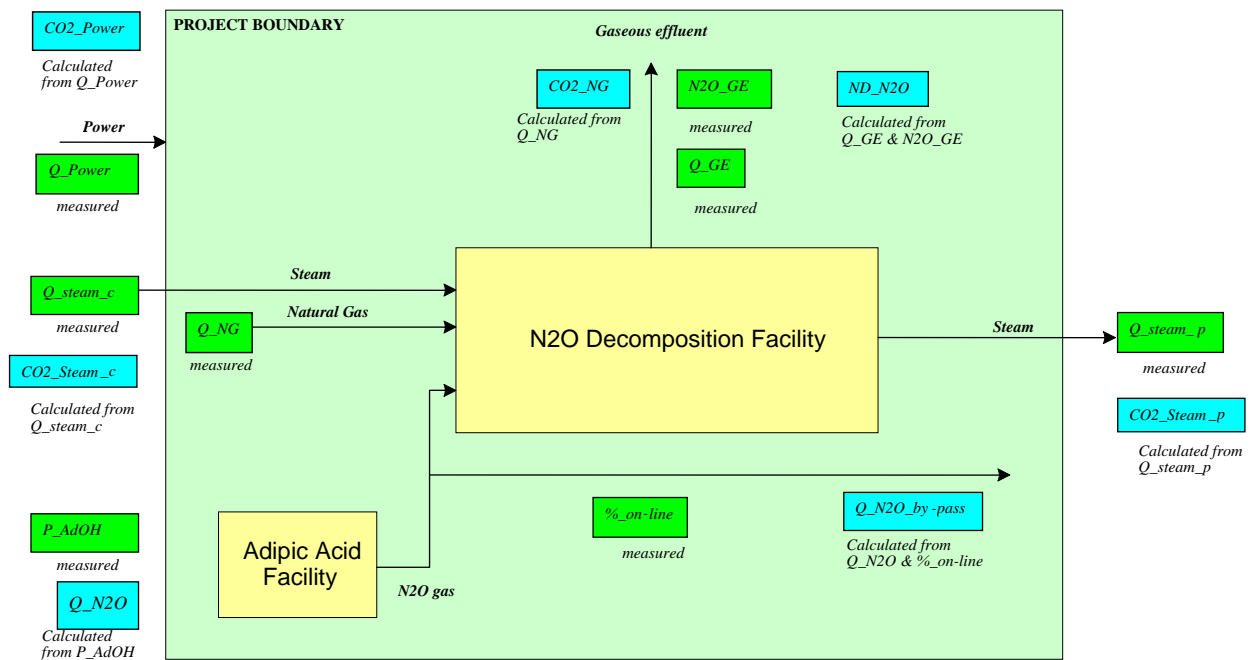 CO2_Power
Calculated
from Q_Power
Power
Q_Power
measured
PROJECT BOUNDARY
Gaseous effluent
CO2_NG
Calculated from
Q_NG
N2O_GE
measured
Q_GE
measured
ND_N2O
Calculated from
Q_GE & N2O_GE
Q_steam_c
measured
CO2_Steam_c
Calculated from
Q_steam_c
Steam
Natural Gas
Q_NG
measured
N2O Decomposition Facility
Steam
Q_steam_p
measured
CO2_Steam_p
Calculated from
Q_steam_p
P_AdOH
measured
Q_N2O
Calculated
from P_AdOH
Adipic Acid
Facility
N2O gas
%_on-line
measured
Q_N2O_by-pass
Calculated from
Q_N2O & %_on-line